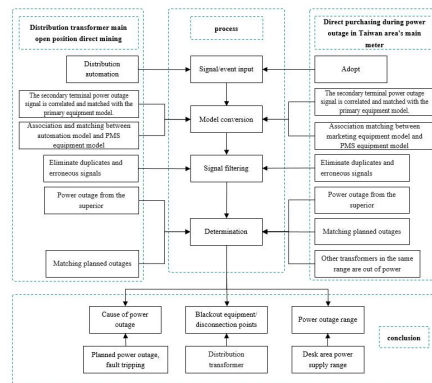 Distribution transformer main
open position direct mining
process
Direct purchasing during power
outage in Taiwan area's main
meter
Distribution
automation
Signal/event input
Adopt
The secondary terminal power outage
signal is correlated and matched with the
primary equipment model.
Association and matching between
automation model and PMS
equipment model
Model conversion
The secondary terminal power outage
signal is correlated and matched with the
primary equipment model.
Association matching between
marketing equipment model and
PMS equipment model
Eliminate duplicates and
erroneous signals
Signal filtering
Eliminate duplicates and
erroneous signals
Power outage from the
superior
Matching planned outages
Determination
Power outage from the
superior
Matching planned outages
Other transformers in the same
range are out of power
Cause of power
outage
Blackout equipment/
disconnection points
Power outage range
Planned power outage,
fault tripping
Distribution
transformer
Desk area power
supply range
conclusion